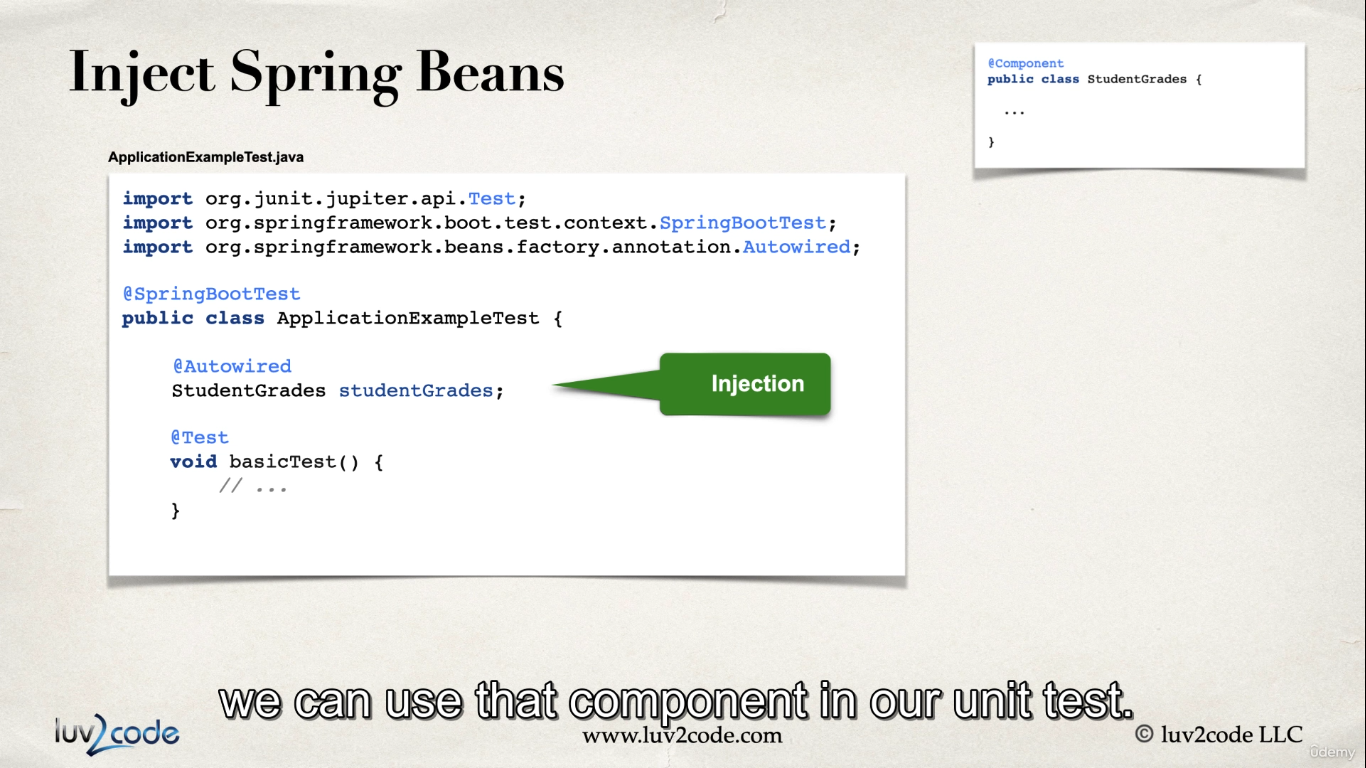 Inject Spring Beans
@Component
public class StudentGrades {
...
}
ApplicationExampleTest.java
import org.junit.jupiter.api.Test;
import org.springframework.boot.test.context.SpringBootTest;
import org.springframework.beans.factory.annotation.Autowired;
@SpringBootTest
public class ApplicationExampleTest {
@Autowired
StudentGrades studentGrades;
Injection
@Test
void basicTest() {
// ...
}
we can use that component in our unit test.
luv2code
www.luv2code.com
© luv2code LLC
ûdemy